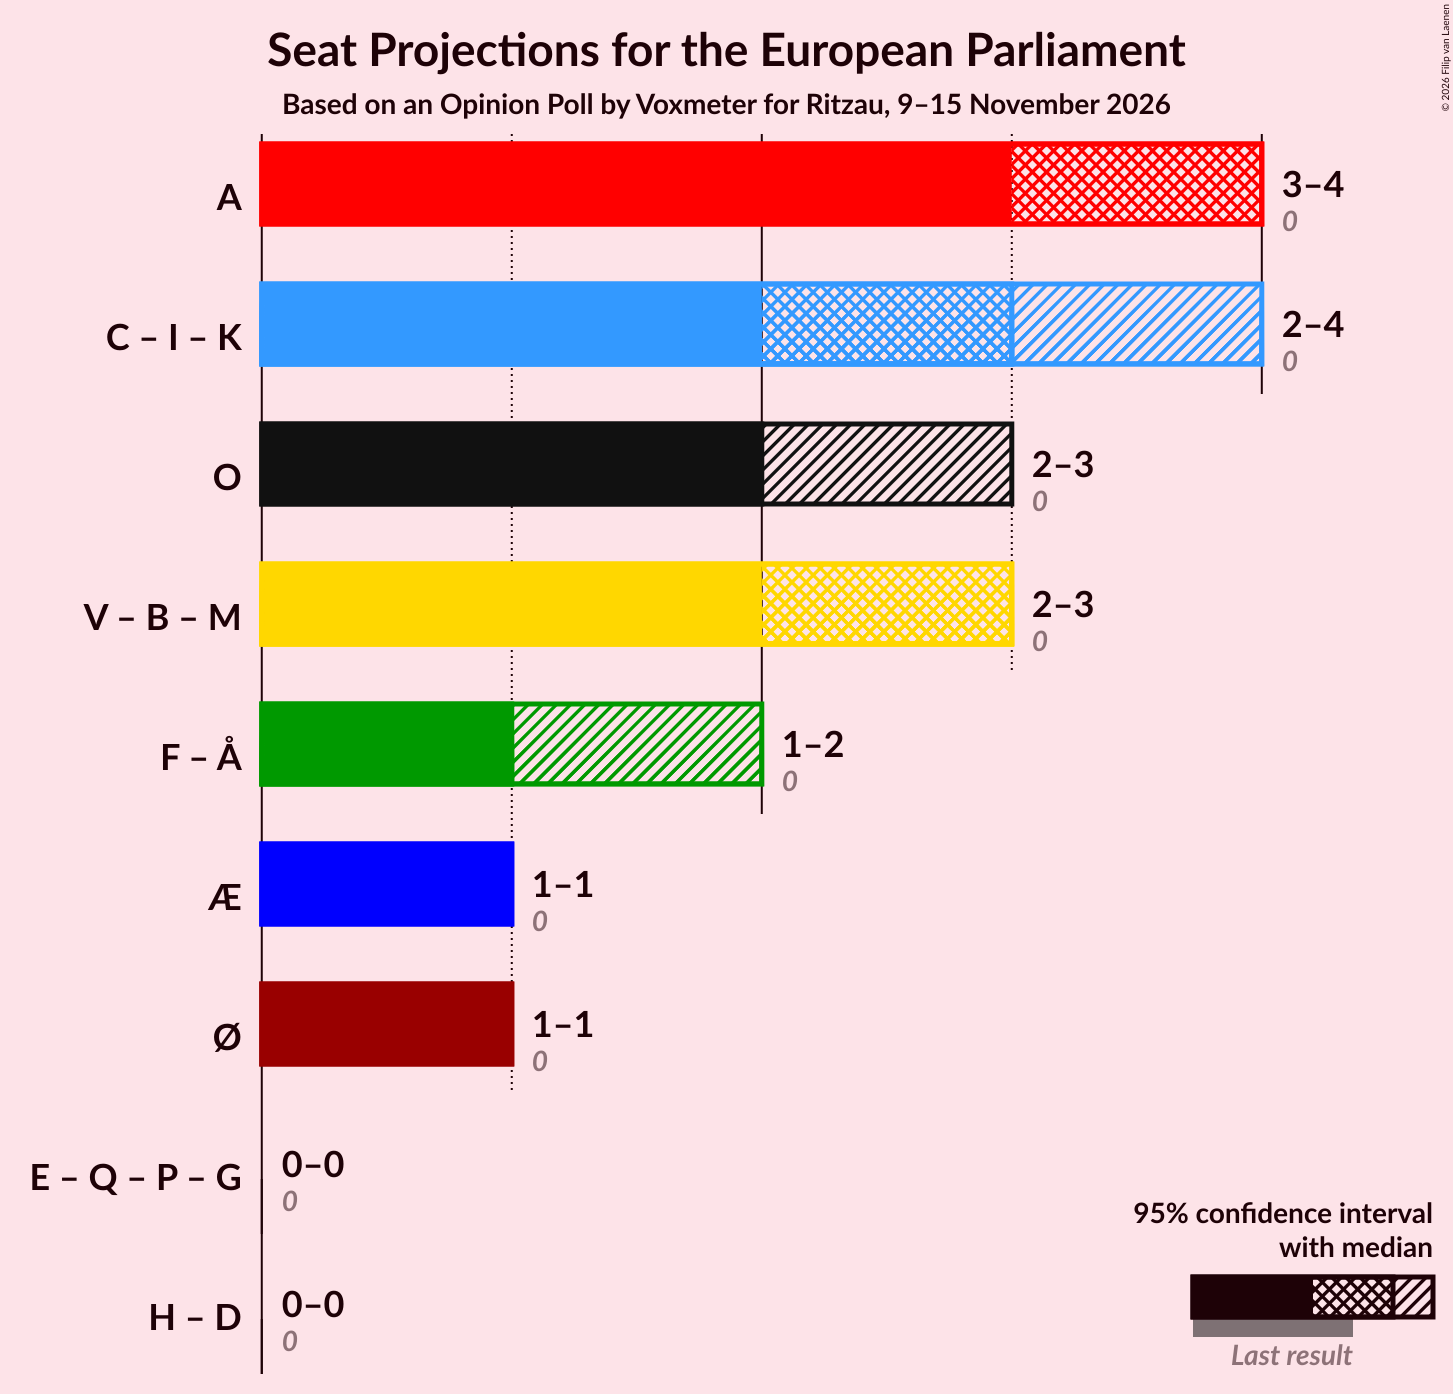 Seat Projections for the European Parliament
Based on an Opinion Poll by Voxmeter for Ritzau, 9–15 November 2026
© 2026 Filip van Laenen
A
3–4
0
C – I – K
2–4
0
O
2–3
0
V – B – M
2–3
0
F – Å
1–2
0
Æ
1–1
0
Ø
1–1
0
E – Q – P – G
0–0
0
H – D
0–0
0
95% confidence interval
with median
Last result